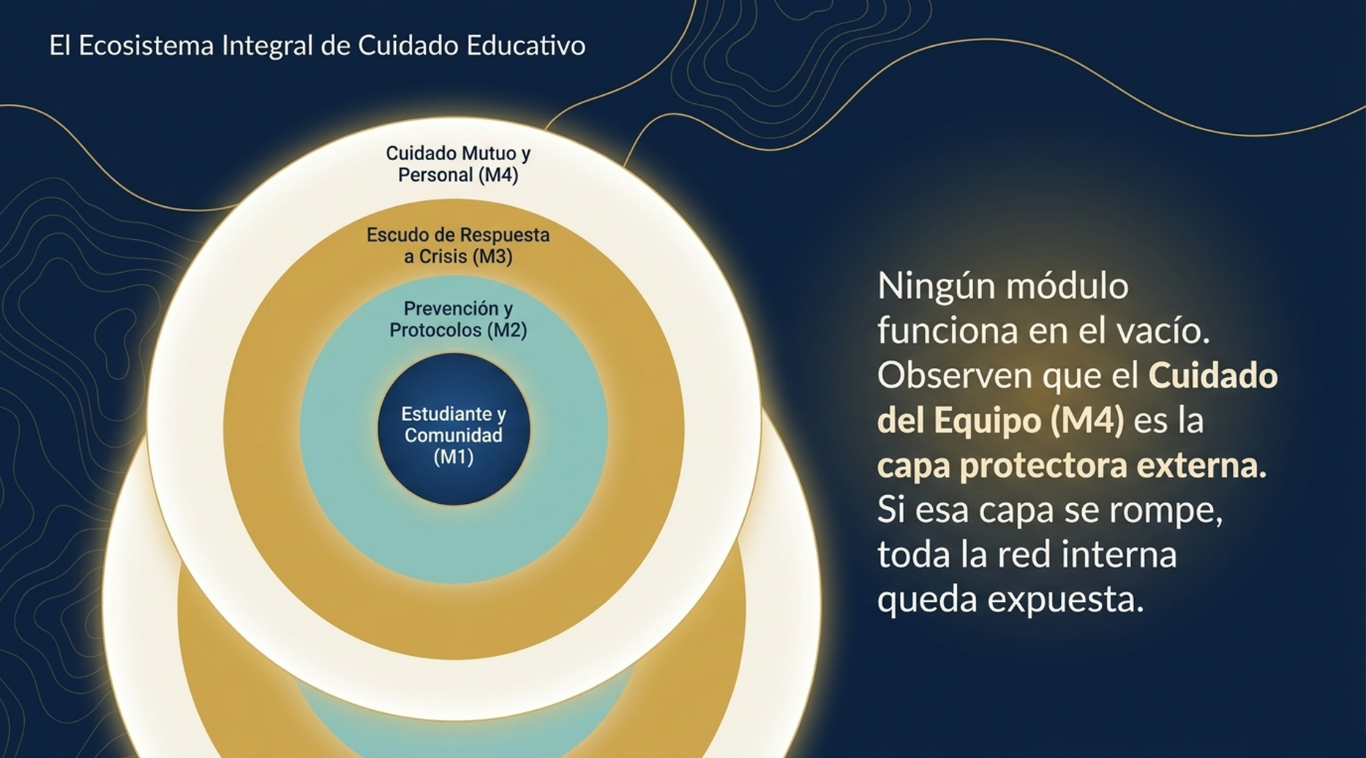 El Ecosistema Integral de Cuidado Educativo
Cuidado Mutuo y
Personal (M4)
Escudo de Respuesta
a Crisis (M3)
Prevención y
Protocolos (M2)
Estudiante y
Comunidad
(M1)
Ningún módulo
funciona en el vacío.
Observen que el Cuidado
del Equipo (M4) es la
capa protectora externa.
Si esa capa se rompe,
toda la red interna
queda expuesta.